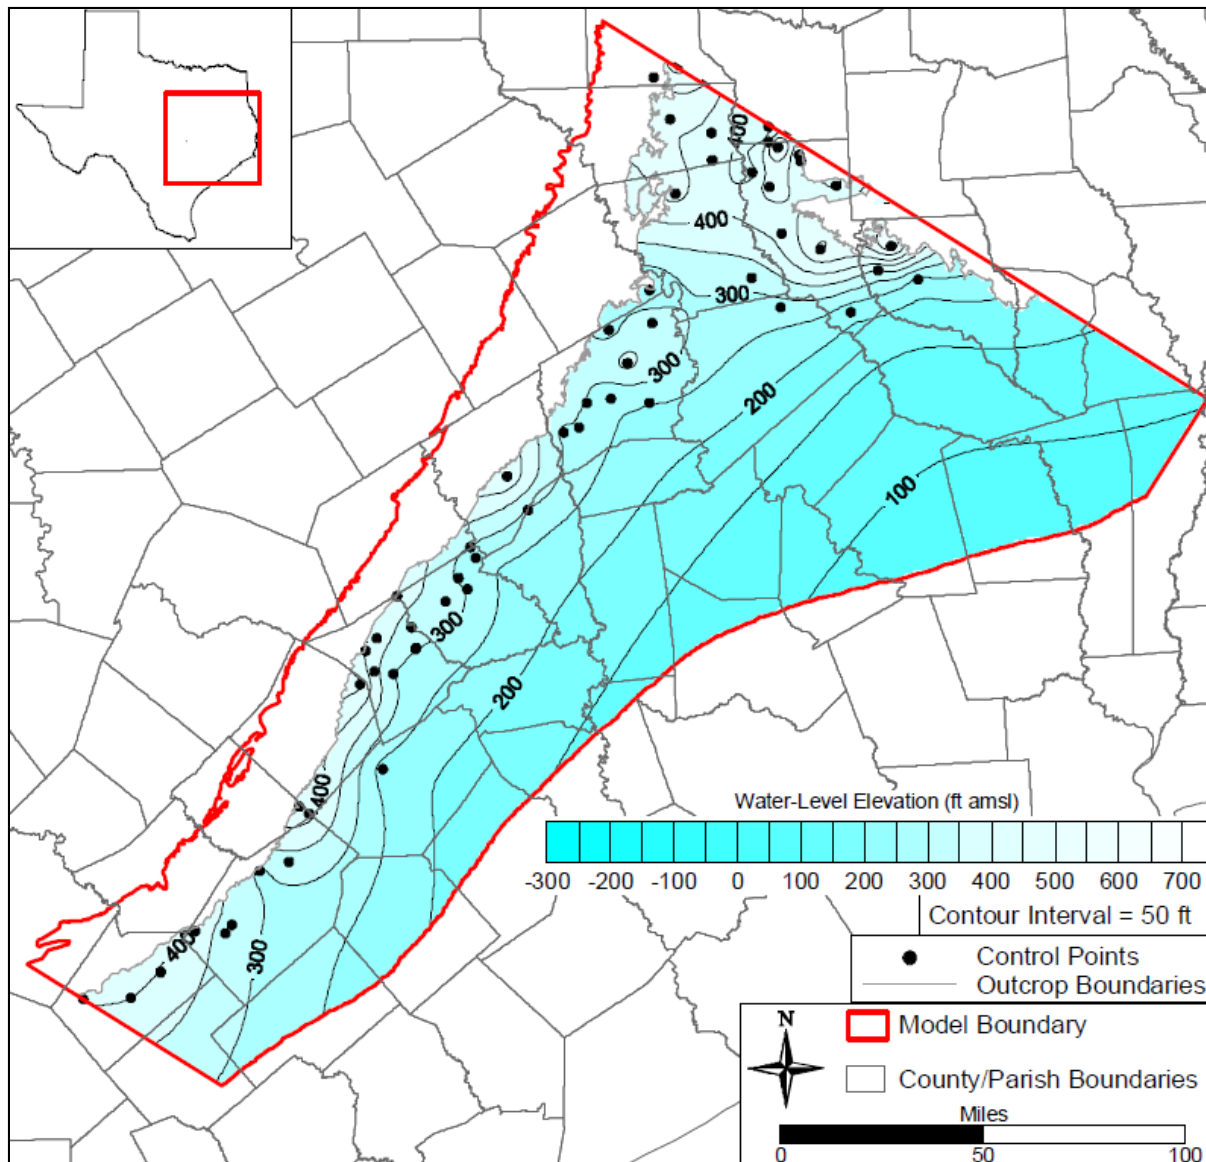 400
400
300
300
200
100
300
200
400
400
300
Water-Level Elevation (ft amsl)
-300 -200 -100 0 100 200 300 400 500 600 700
Contour Interval = 50 ft
Control Points
Outcrop Boundaries
N
Model Boundary
County/Parish Boundaries
Miles
0 50 100